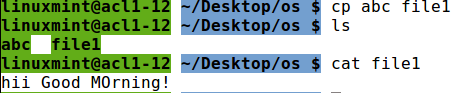 linuxmint@acl1-12 ~/Desktop/os $ cp abc file1
linuxmint@acl1-12 ~/Desktop/os $ ls
abc  file1
linuxmint@acl1-12 ~/Desktop/os $ cat file1
hii Good MOrning!